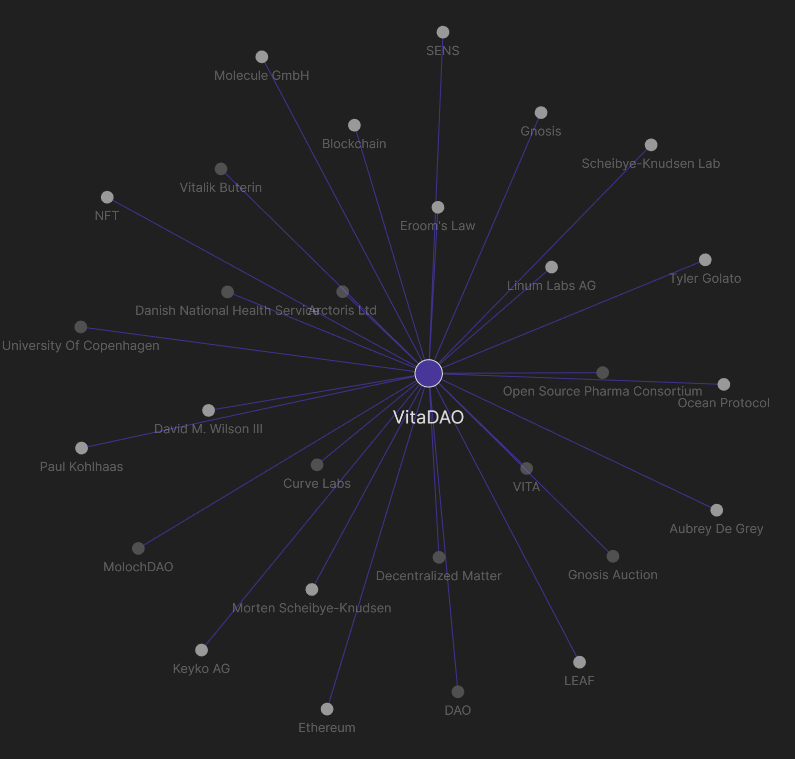 SENS
Molecule GmbH
Gnosis
Blockchain
Scheibye-Knudsen Lab
Vitalik Buterin
NFT
Eroom's Law
Tyler Golato
Linum Labs AG
Danish National Health Service
Arctoris Ltd
University Of Copenhagen
Open Source Pharma Consortium
Ocean Protocol
VitaDAO
David M. Wilson III
Paul Kohlhaas
Curve Labs
VITA
Aubrey De Grey
MolochDAO
Decentralized Matter
Gnosis Auction
Morten Scheibye-Knudsen
Keyko AG
LEAF
DAO
Ethereum